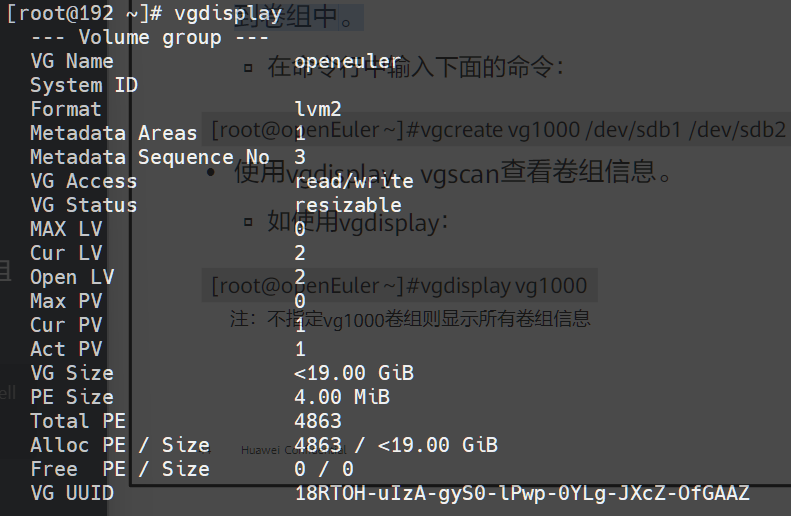 [root@192 ~]# vgdisplay
--- Volume group ---
VG Name openeuler
System ID
Format lvm2
Metadata Areas 1
Metadata Sequence No 3
VG Access read/write
VG Status resizable
MAX LV 0
Cur LV 2
Open LV 2
Max PV 0
Cur PV 1
Act PV 1
VG Size <19.00 GiB
PE Size 4.00 MiB
Total PE 4863
Alloc PE / Size 4863 / <19.00 GiB
Free PE / Size 0 / 0
VG UUID 18RTOH-uIzA-gyS0-lPwp-0YLg-JXcZ-OfGAAZ
到卷组中。
在命令行中输入下面的命令：
[root@openEuler ~]#vgcreate vg1000 /dev/sdb1 /dev/sdb2
使用vgdisplay、vgscan查看卷组信息。
如使用vgdisplay：
[root@openEuler ~]#vgdisplay vg1000
注：不指定vg1000卷组则显示所有卷组信息
Huawei Confidential
组
ell